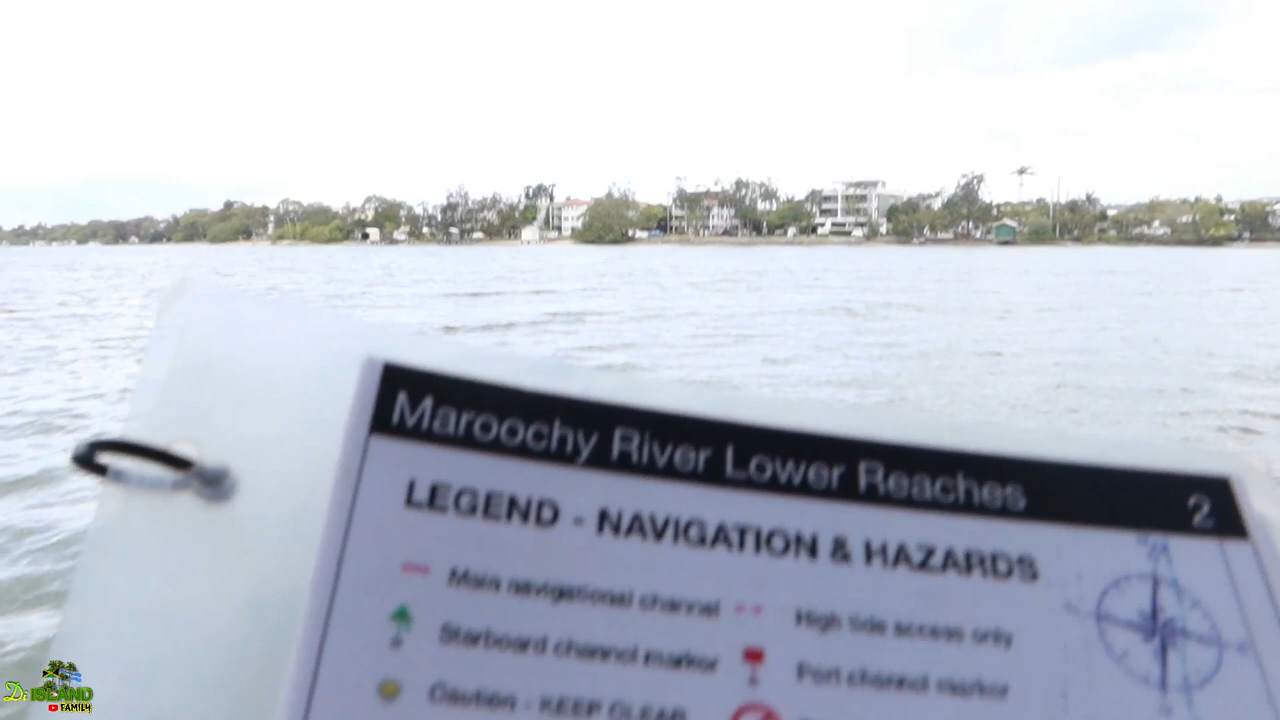 Maroochy River Lower Reaches 2
LEGEND - NAVIGATION & HAZARDS
Main navigational channel
High tide access only
Starboard channel marker
Port channel marker
Caution - KEEP CLEAR
Di ISLAND
FAMILY